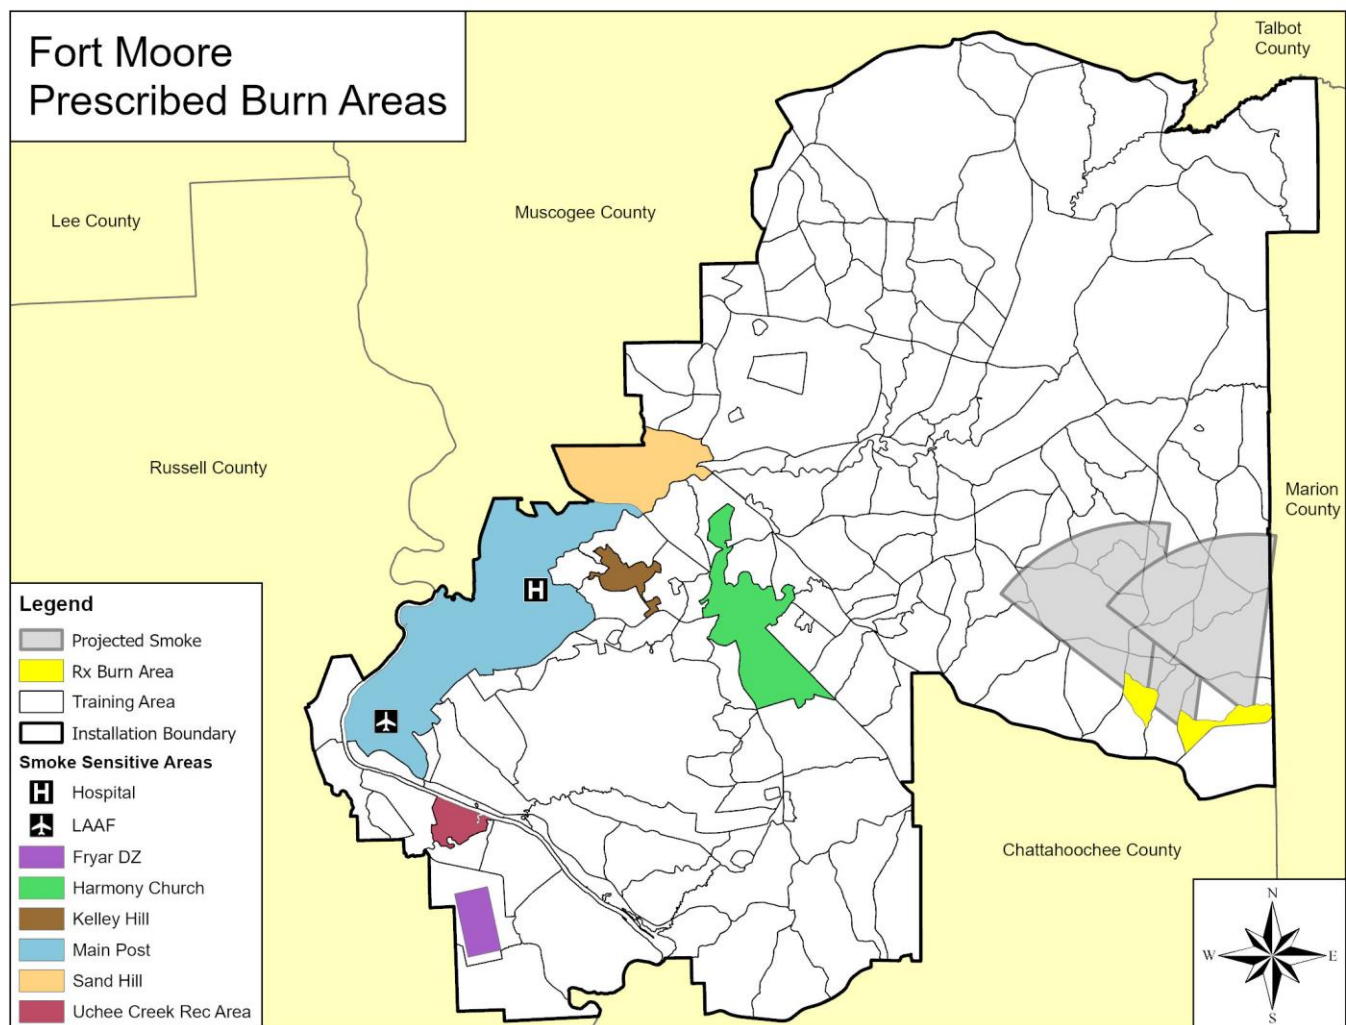 Fort Moore
Prescribed Burn Areas
Talbot
County
Lee County
Muscogee County
Russell County
Marion
County
Chattahoochee County
H
Legend
Projected Smoke
Rx Burn Area
Training Area
Installation Boundary
Smoke Sensitive Areas
H Hospital
LAAF
Fryar DZ
Harmony Church
Kelley Hill
Main Post
Sand Hill
Uchee Creek Rec Area
N
W E
S